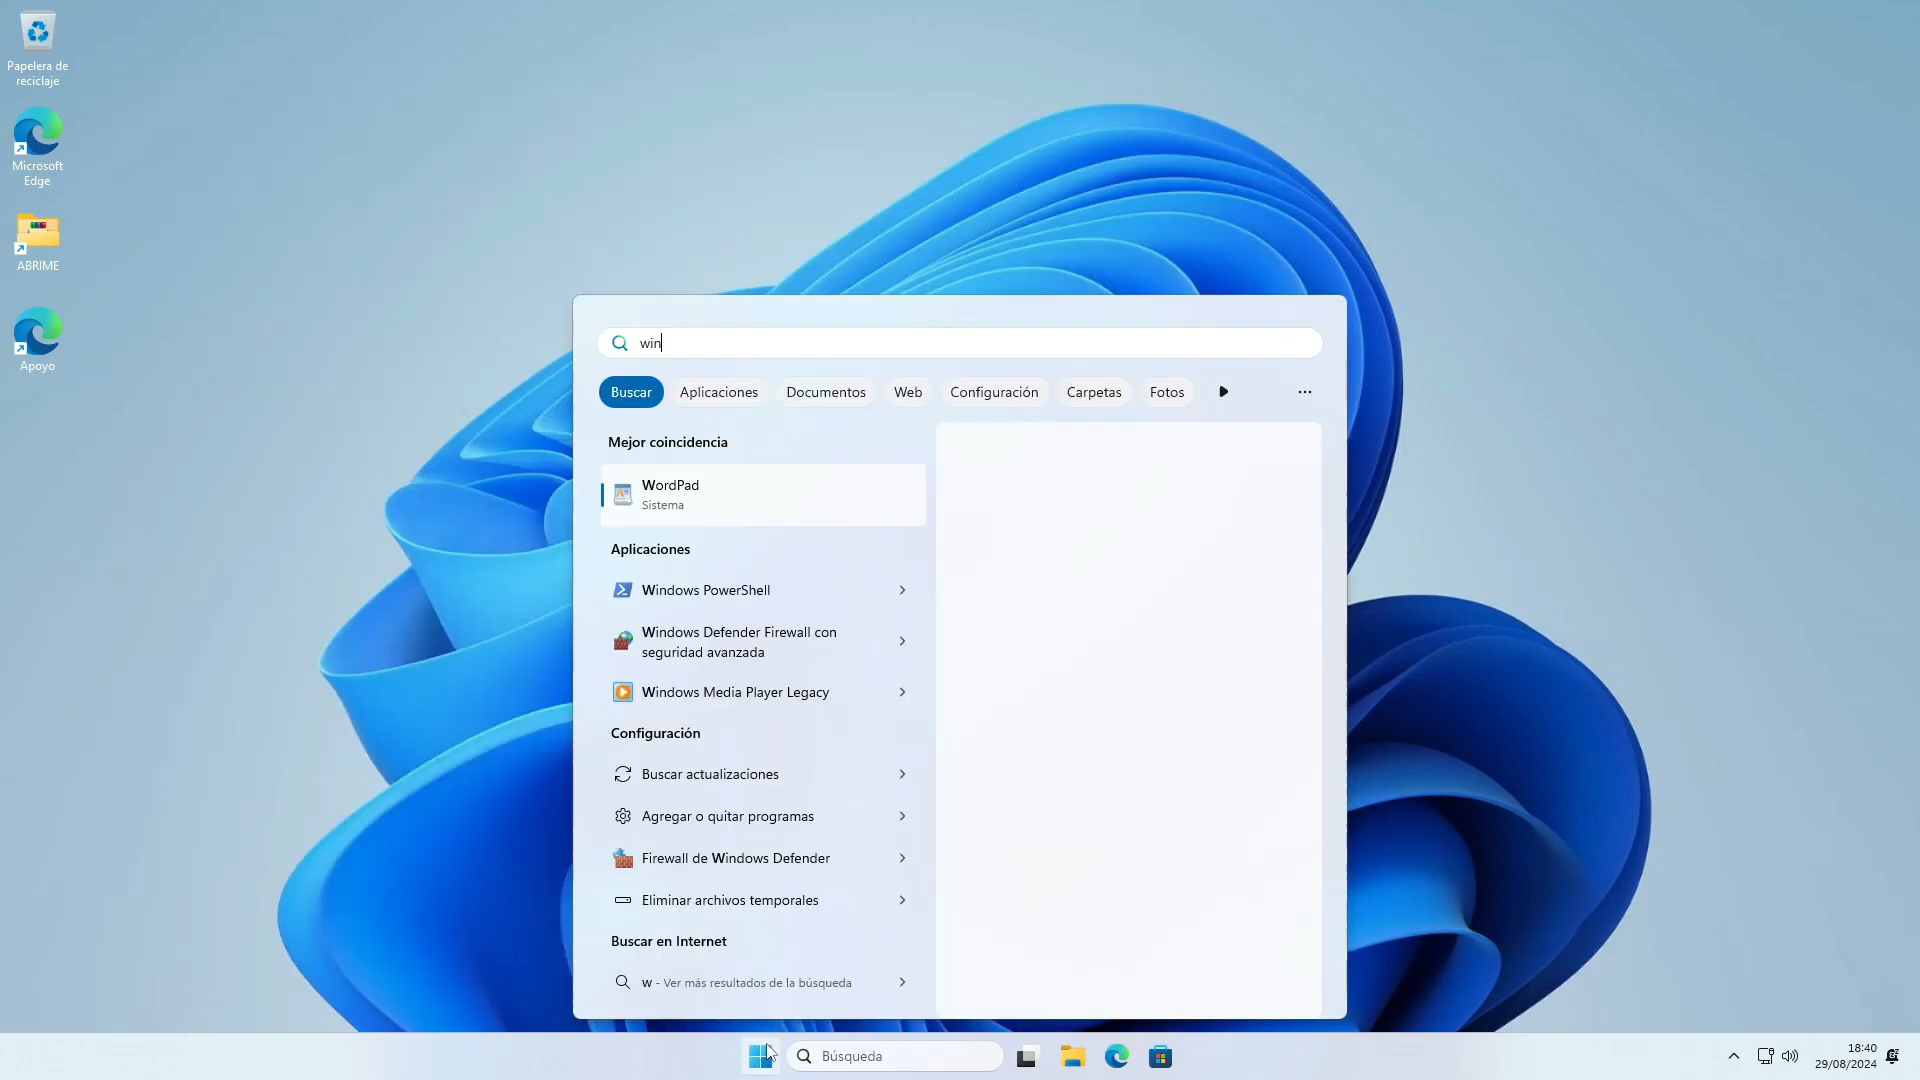 Papelera de
reciclaje
Microsoft
Edge
ABRIME
Apoyo
win
Buscar
Aplicaciones
Documentos
Web
Configuración
Carpetas
Fotos
Mejor coincidencia
WordPad
Sistema
Aplicaciones
Windows PowerShell
Windows Defender Firewall con
seguridad avanzada
Windows Media Player Legacy
Configuración
Buscar actualizaciones
Agregar o quitar programas
Firewall de Windows Defender
Eliminar archivos temporales
Buscar en Internet
w - Ver más resultados de la búsqueda
Búsqueda
18:40
29/08/2024